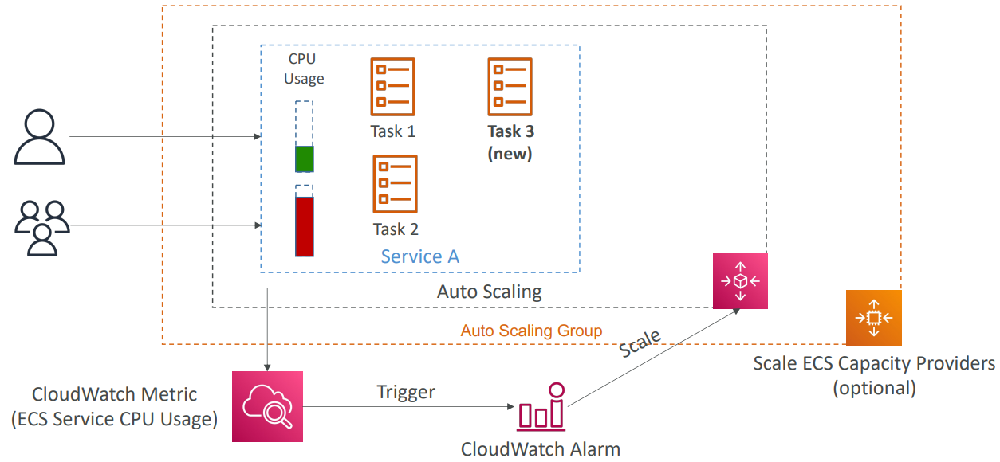 CPU
Usage
Task 1
Task 3
(new)
Task 2
Service A
Auto Scaling
Auto Scaling Group
Scale
Scale ECS Capacity Providers
(optional)
CloudWatch Metric
(ECS Service CPU Usage)
Trigger
CloudWatch Alarm